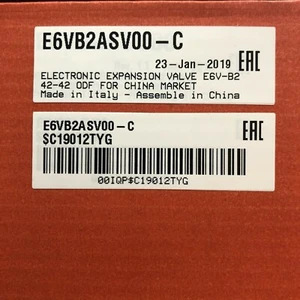 E6VB2ASV00-C
23-Jan-2019
EAC
ELECTRONIC EXPANSION VALVE E6V-B2
42-42 ODF FOR CHINA MARKET
Made in Italy - Assemble in China
E6VB2ASV00-C
EAC
SC19012TYG
00IQP$C19012TYG